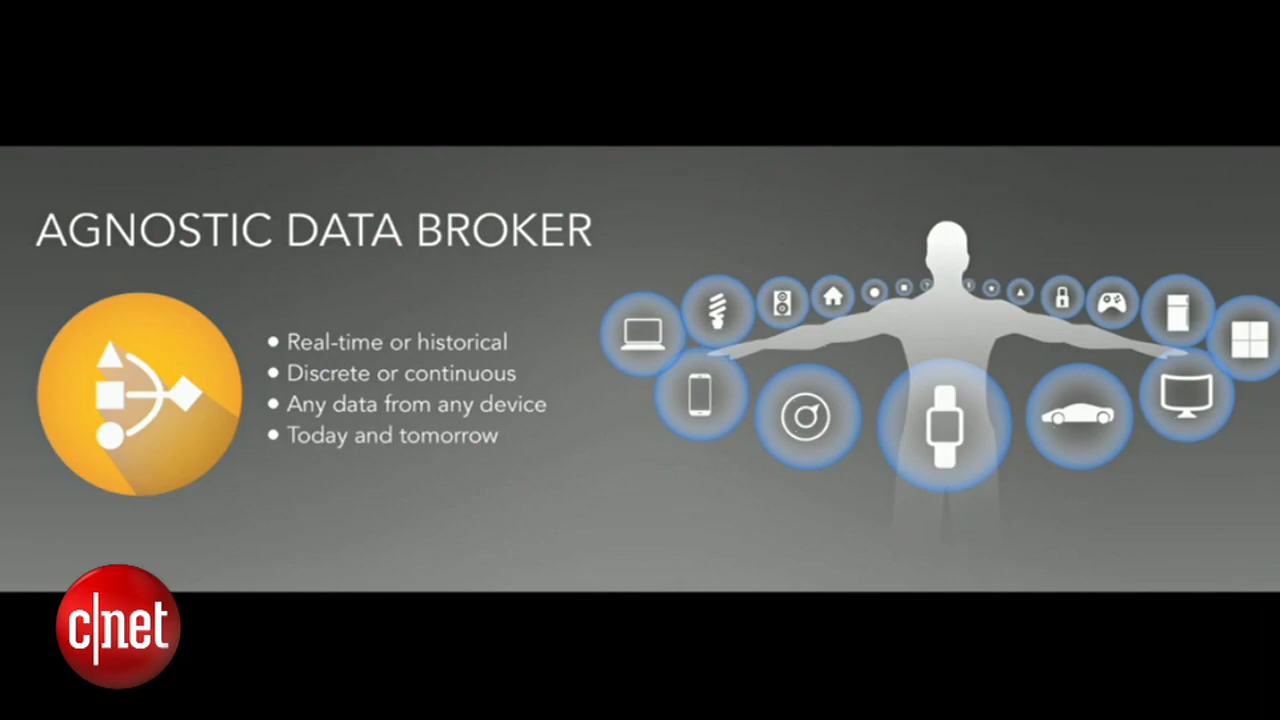 AGNOSTIC DATA BROKER
● Real-time or historical
● Discrete or continuous
● Any data from any device
● Today and tomorrow
c|net